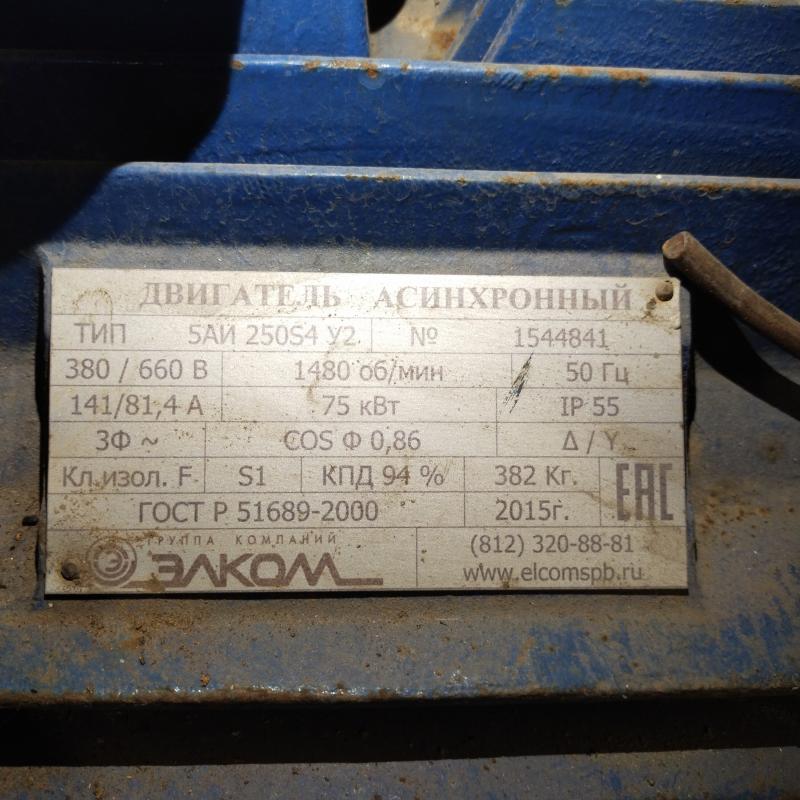 ДВИГАТЕЛЬ АСИНХРОННЫЙ
ТИП 5АИ 250S4 У2 № 1544841
380 / 660 В 1480 об/мин 50 Гц
141/81,4 А 75 кВт IP 55
3Ф ~ COS Ф 0,86 Δ / Y
Кл.изол. F S1 КПД 94 % 382 Кг.
ГОСТ Р 51689-2000 2015г. ЕАС
ГРУППА КОМПАНИЙ
ЭЛКОМ
(812) 320-88-81
www.elcomspb.ru